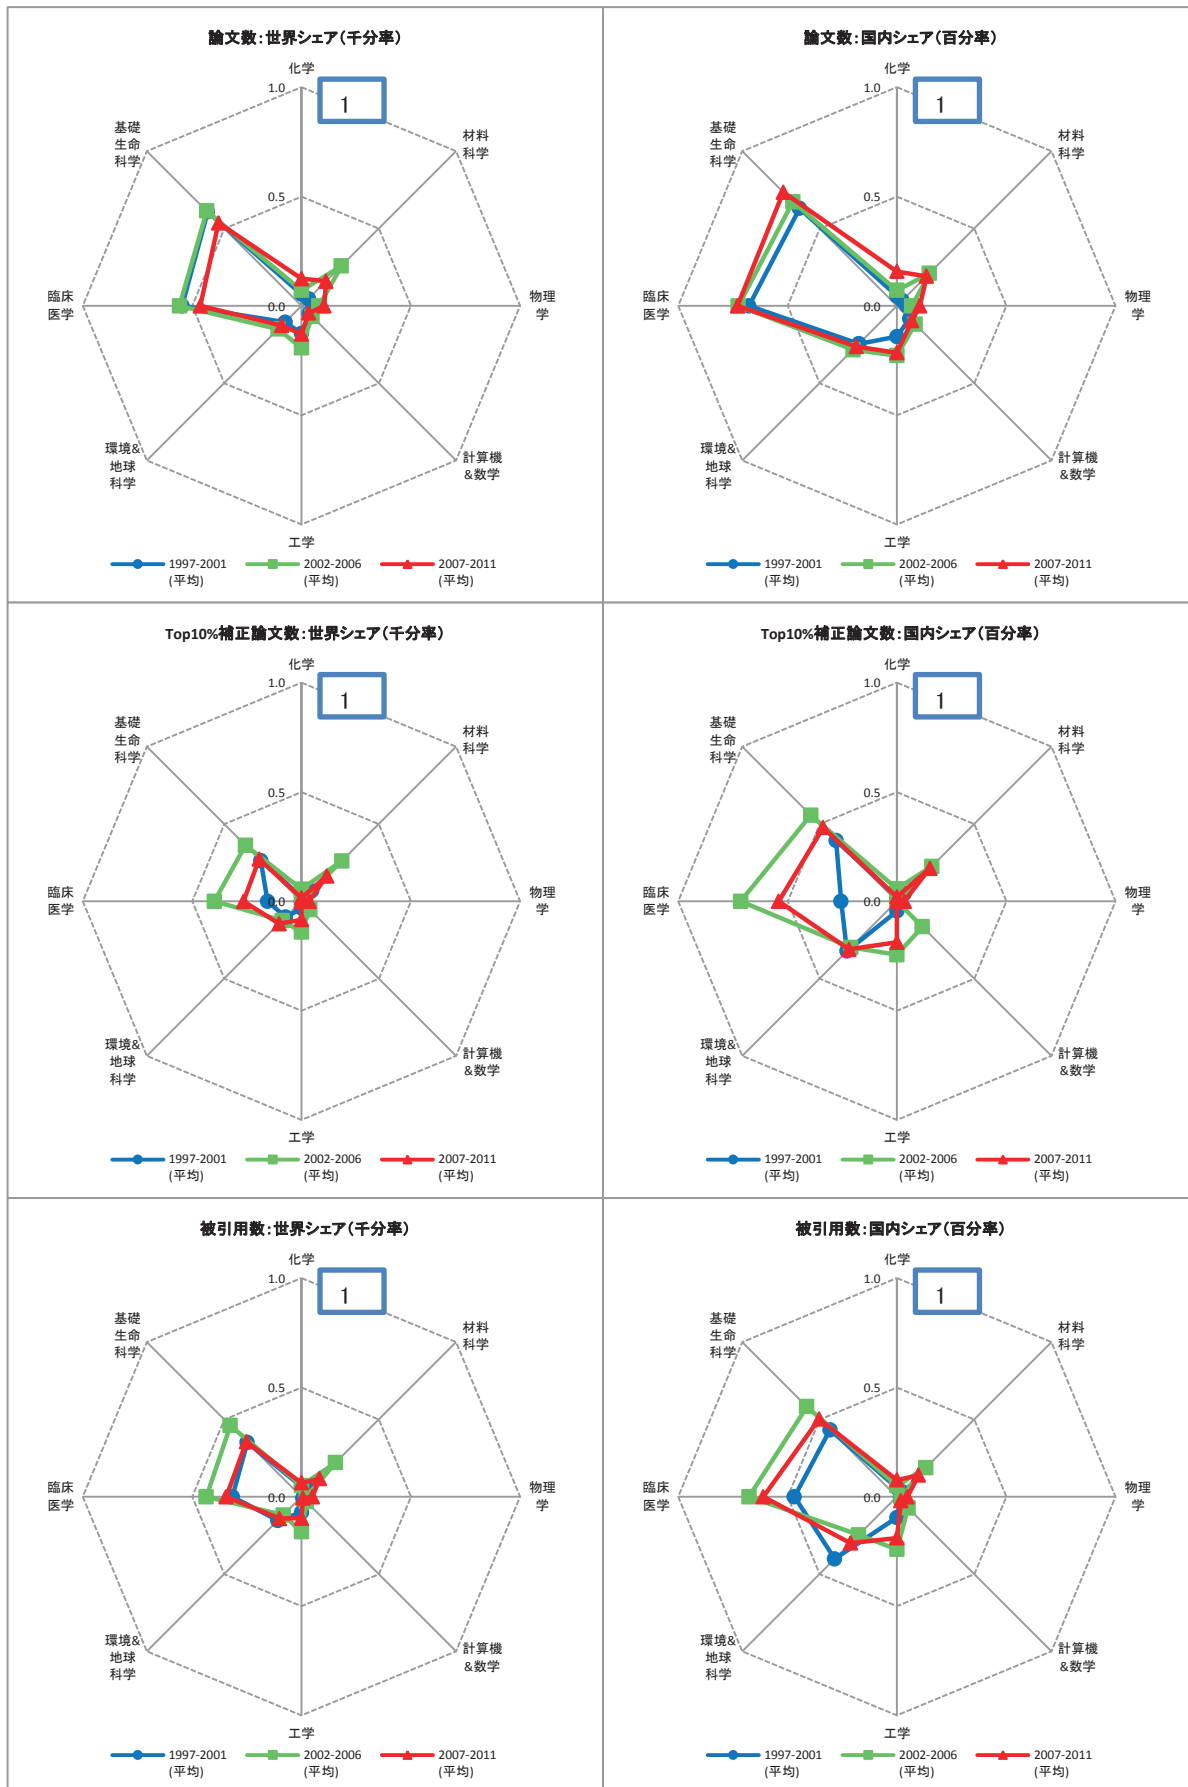 論文数：世界シェア（千分率）
化学
1.0
1
基礎
生命
科学
材料
科学
0.5
臨床
医学
0.0
物理
学
環境&
地球
科学
計算機
&数学
工学
1997-2001
(平均)
2002-2006
(平均)
2007-2011
(平均)
論文数：国内シェア（百分率）
化学
1.0
1
基礎
生命
科学
材料
科学
0.5
臨床
医学
0.0
物理
学
環境&
地球
科学
計算機
&数学
工学
1997-2001
(平均)
2002-2006
(平均)
2007-2011
(平均)
Top10%補正論文数：世界シェア（千分率）
化学
1.0
1
基礎
生命
科学
材料
科学
0.5
臨床
医学
0.0
物理
学
環境&
地球
科学
計算機
&数学
工学
1997-2001
(平均)
2002-2006
(平均)
2007-2011
(平均)
Top10%補正論文数：国内シェア（百分率）
化学
1.0
1
基礎
生命
科学
材料
科学
0.5
臨床
医学
0.0
物理
学
環境&
地球
科学
計算機
&数学
工学
1997-2001
(平均)
2002-2006
(平均)
2007-2011
(平均)
被引用数：世界シェア（千分率）
化学
1.0
1
基礎
生命
科学
材料
科学
0.5
臨床
医学
0.0
物理
学
環境&
地球
科学
計算機
&数学
工学
1997-2001
(平均)
2002-2006
(平均)
2007-2011
(平均)
被引用数：国内シェア（百分率）
化学
1.0
1
基礎
生命
科学
材料
科学
0.5
臨床
医学
0.0
物理
学
環境&
地球
科学
計算機
&数学
工学
1997-2001
(平均)
2002-2006
(平均)
2007-2011
(平均)